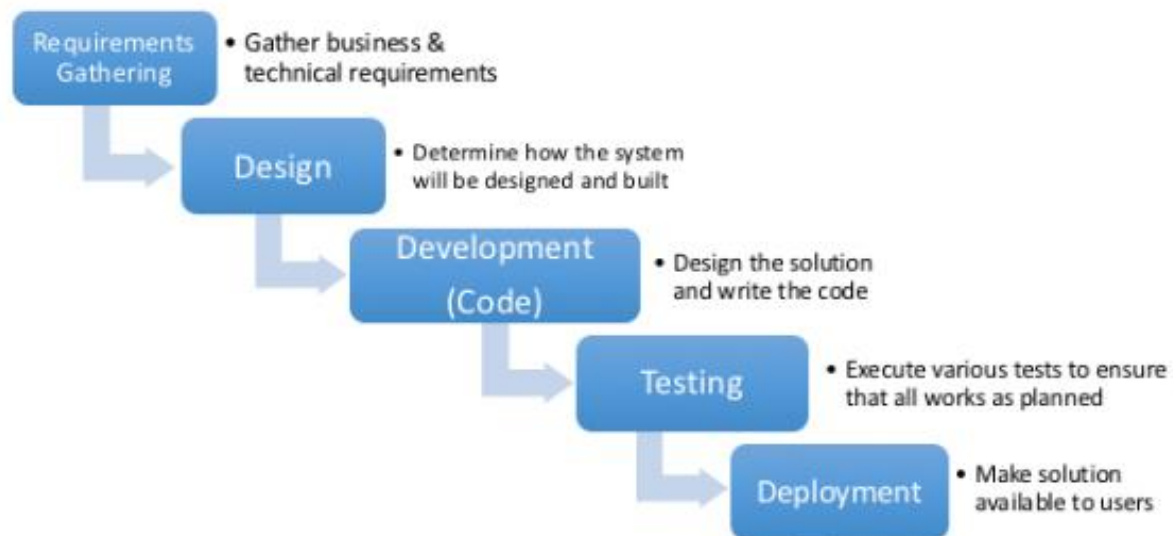 Requirements
Gathering
• Gather business &
technical requirements
Design
• Determine how the system
will be designed and built
Development
(Code)
• Design the solution
and write the code
Testing
• Execute various tests to ensure
that all works as planned
Deployment
• Make solution
available to users